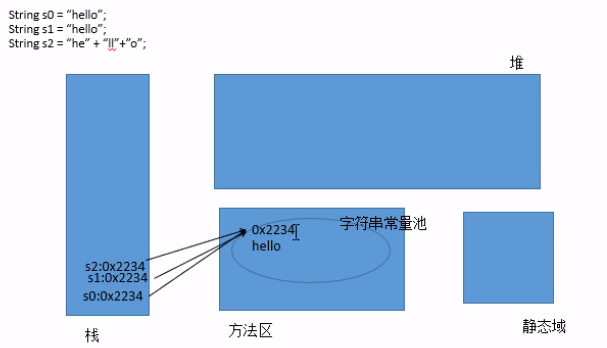 String s0 = “hello”;
String s1 = “hello”;
String s2 = “he” + “ll”+”o”;
堆
0x2234
字符串常量池
hello
s2:0x2234
s1:0x2234
s0:0x2234
栈
方法区
静态域